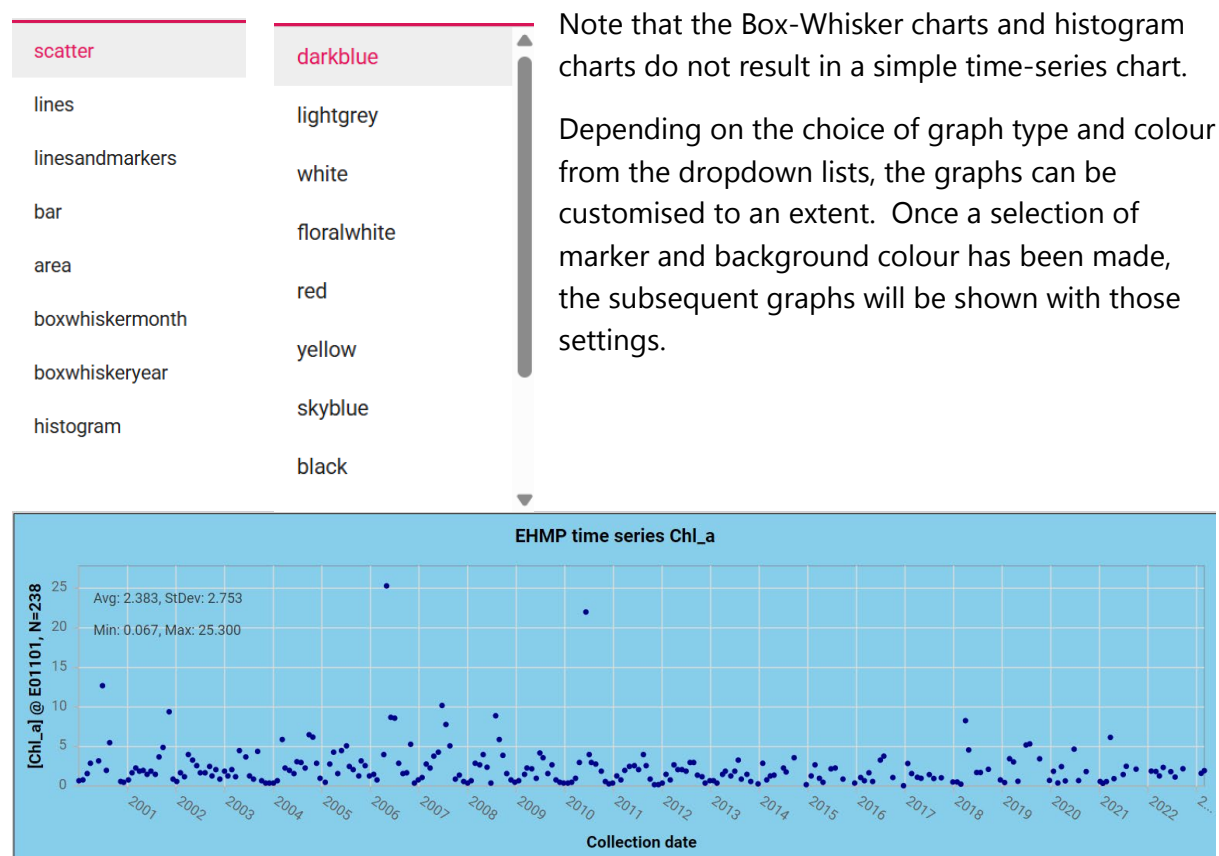 scatter
lines
linesandmarkers
bar
area
boxwhiskermonth
boxwhiskeryear
histogram
darkblue
lightgrey
white
floralwhite
red
yellow
skyblue
black
Note that the Box-Whisker charts and histogram
charts do not result in a simple time-series chart.
Depending on the choice of graph type and colour
from the dropdown lists, the graphs can be
customised to an extent.  Once a selection of
marker and background colour has been made,
the subsequent graphs will be shown with those
settings.
EHMP time series Chl_a
[Chl_a] @ E01101, N=238
25
20
15
10
5
0
Avg: 2.383, StDev: 2.753
Min: 0.067, Max: 25.300
2001 2002 2003 2004 2005 2006 2007 2008 2009 2010 2011 2012 2013 2014 2015 2016 2017 2018 2019 2020 2021 2022 2...
Collection date